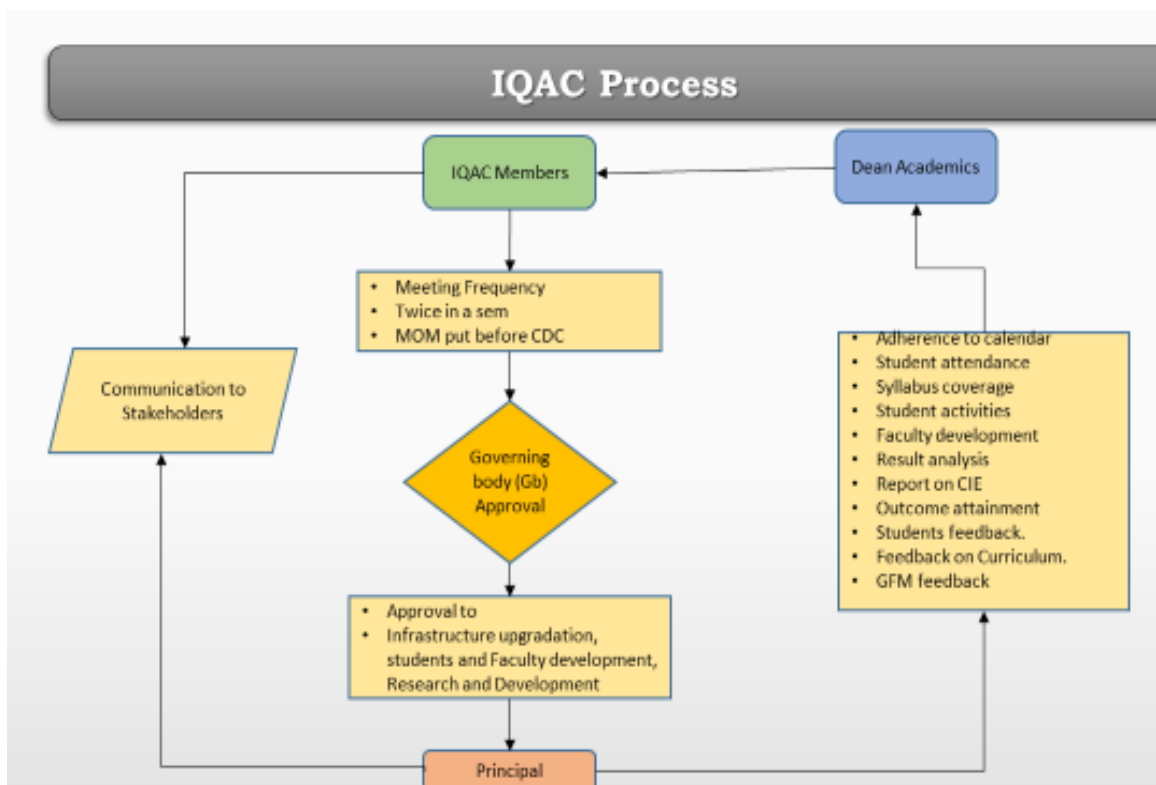 IQAC Process
IQAC Members
Dean Academics
• Meeting Frequency
• Twice in a sem
• MOM put before CDC
Communication to
Stakeholders
Governing
body (Gb)
Approval
• Approval to
• Infrastructure upgradation,
students and Faculty development,
Research and Development
Principal
• Adherence to calendar
• Student attendance
• Syllabus coverage
• Student activities
• Faculty development
• Result analysis
• Report on CIE
• Outcome attainment
• Students feedback.
• Feedback on Curriculum.
• GFM feedback